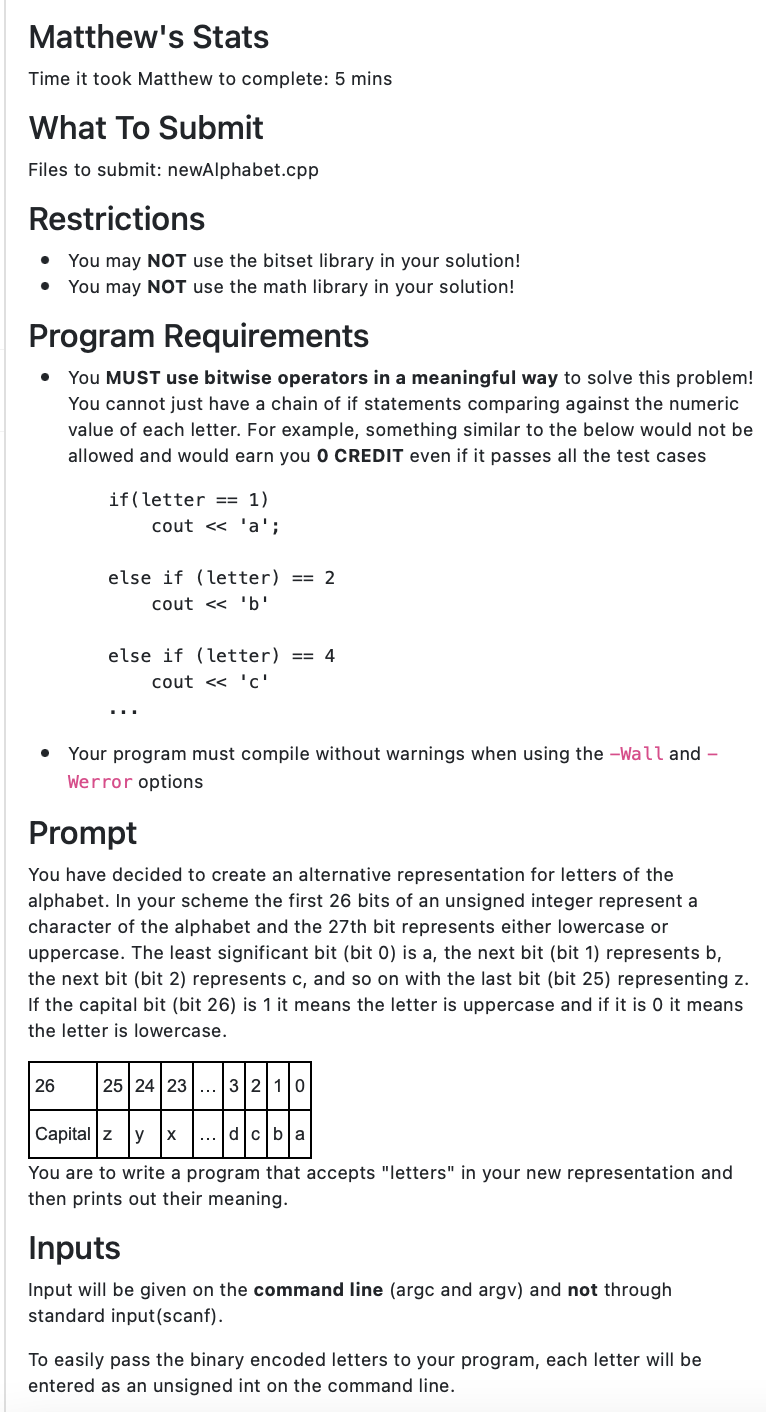 Matthew's Stats
Time it took Matthew to complete: 5 mins
What To Submit
Files to submit: newAlphabet.cpp
Restrictions
You may NOT use the bitset library in your solution!
You may NOT use the math library in your solution!
Program Requirements
You MUST use bitwise operators in a meaningful way to solve this problem!
You cannot just have a chain of if statements comparing against the numeric
value of each letter. For example, something similar to the below would not be
allowed and would earn you 0 CREDIT even if it passes all the test cases
if(letter == 1)
cout << 'a';
else if (letter) == 2
cout << 'b'
else if (letter) == 4
cout << 'c'
...
Your program must compile without warnings when using the –Wall and –
Werror options
Prompt
You have decided to create an alternative representation for letters of the
alphabet. In your scheme the first 26 bits of an unsigned integer represent a
character of the alphabet and the 27th bit represents either lowercase or
uppercase. The least significant bit (bit 0) is a, the next bit (bit 1) represents b,
the next bit (bit 2) represents c, and so on with the last bit (bit 25) representing z.
If the capital bit (bit 26) is 1 it means the letter is uppercase and if it is 0 it means
the letter is lowercase.
26 25 24 23 ... 3 2 1 0
Capital z y x ... d c b a
You are to write a program that accepts "letters" in your new representation and
then prints out their meaning.
Inputs
Input will be given on the command line (argc and argv) and not through
standard input(scanf).
To easily pass the binary encoded letters to your program, each letter will be
entered as an unsigned int on the command line.